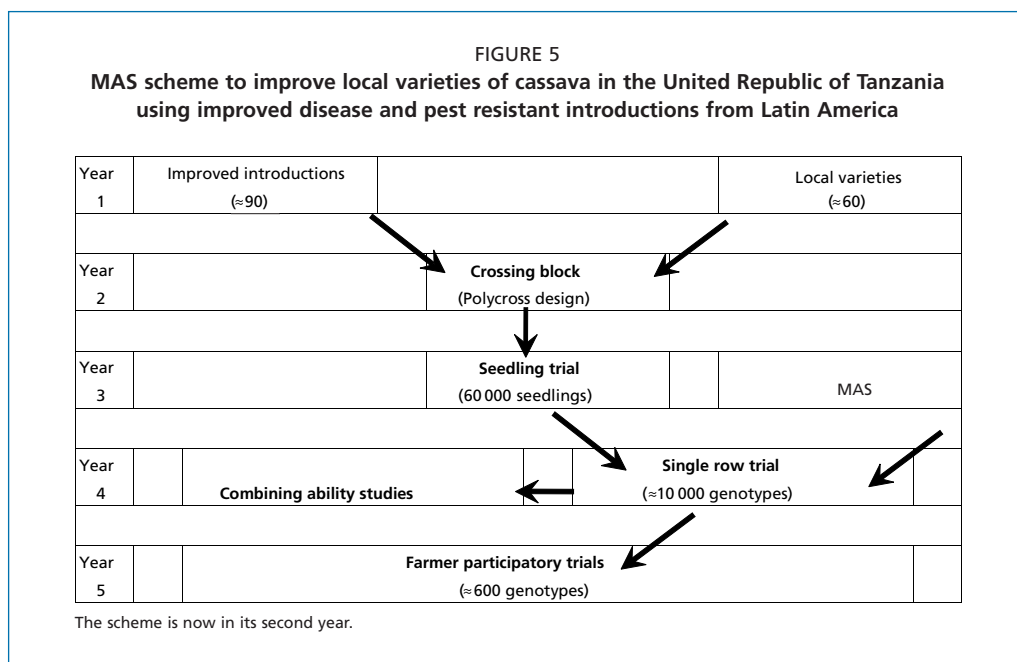 FIGURE 5
MAS scheme to improve local varieties of cassava in the United Republic of Tanzania
using improved disease and pest resistant introductions from Latin America
Year
1
Improved introductions
(≈90)
Local varieties
(≈60)
Year
2
Crossing block
(Polycross design)
Year
3
Seedling trial
(60 000 seedlings)
MAS
Year
4
Combining ability studies
Single row trial
(≈10 000 genotypes)
Year
5
Farmer participatory trials
(≈600 genotypes)
The scheme is now in its second year.